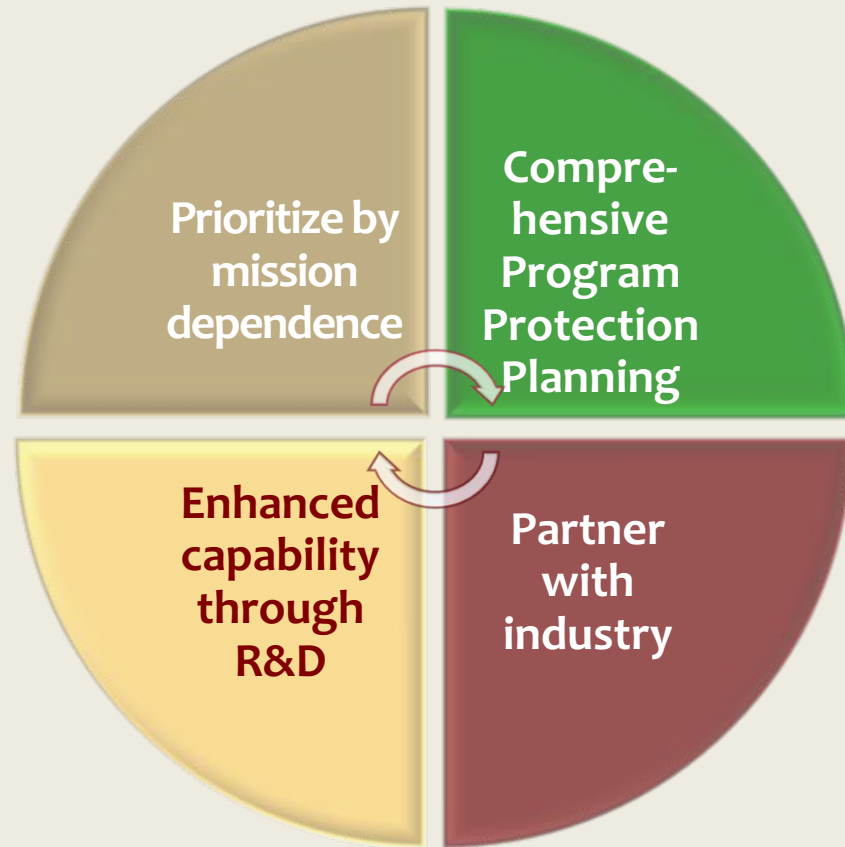 Prioritize by
mission
dependence
Compre-
hensive
Program
Protection
Planning
Enhanced
capability
through
R&D
Partner
with
industry